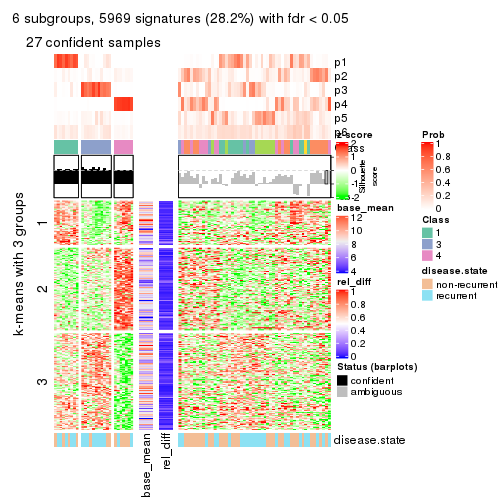 6 subgroups, 5969 signatures (28.2%) with fdr < 0.05
27 confident samples
p1
p2
p3
p4
p5
p6
z-score
2
1
0
-1
-2
Silhouette
score
Prob
1
0.8
0.6
0.4
0.2
0
Class
1
3
4
disease.state
non-recurrent
recurrent
base_mean
12
10
8
6
4
rel_diff
1
0.8
0.6
0.4
0.2
0
Status (barplots)
confident
ambiguous
k-means with 3 groups
1
2
3
disease.state
base_mean
rel_diff